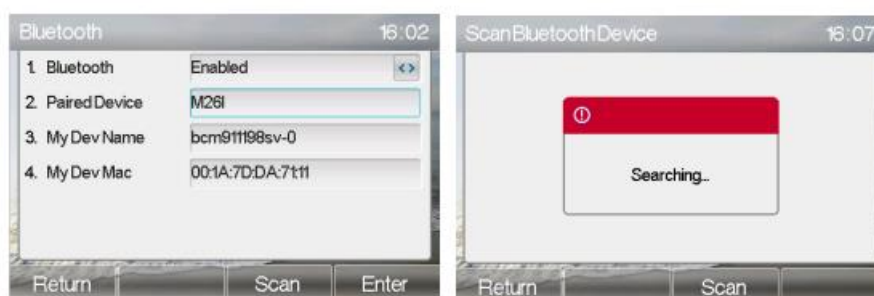 Bluetooth 16:02
1. Bluetooth Enabled
2. Paired Device M26I
3. My Dev Name bcm911198sv-0
4. My Dev Mac 00:1A:7D:DA:71:11
Return Scan Enter
Scan Bluetooth Device 16:07
Searching...
Return Scan